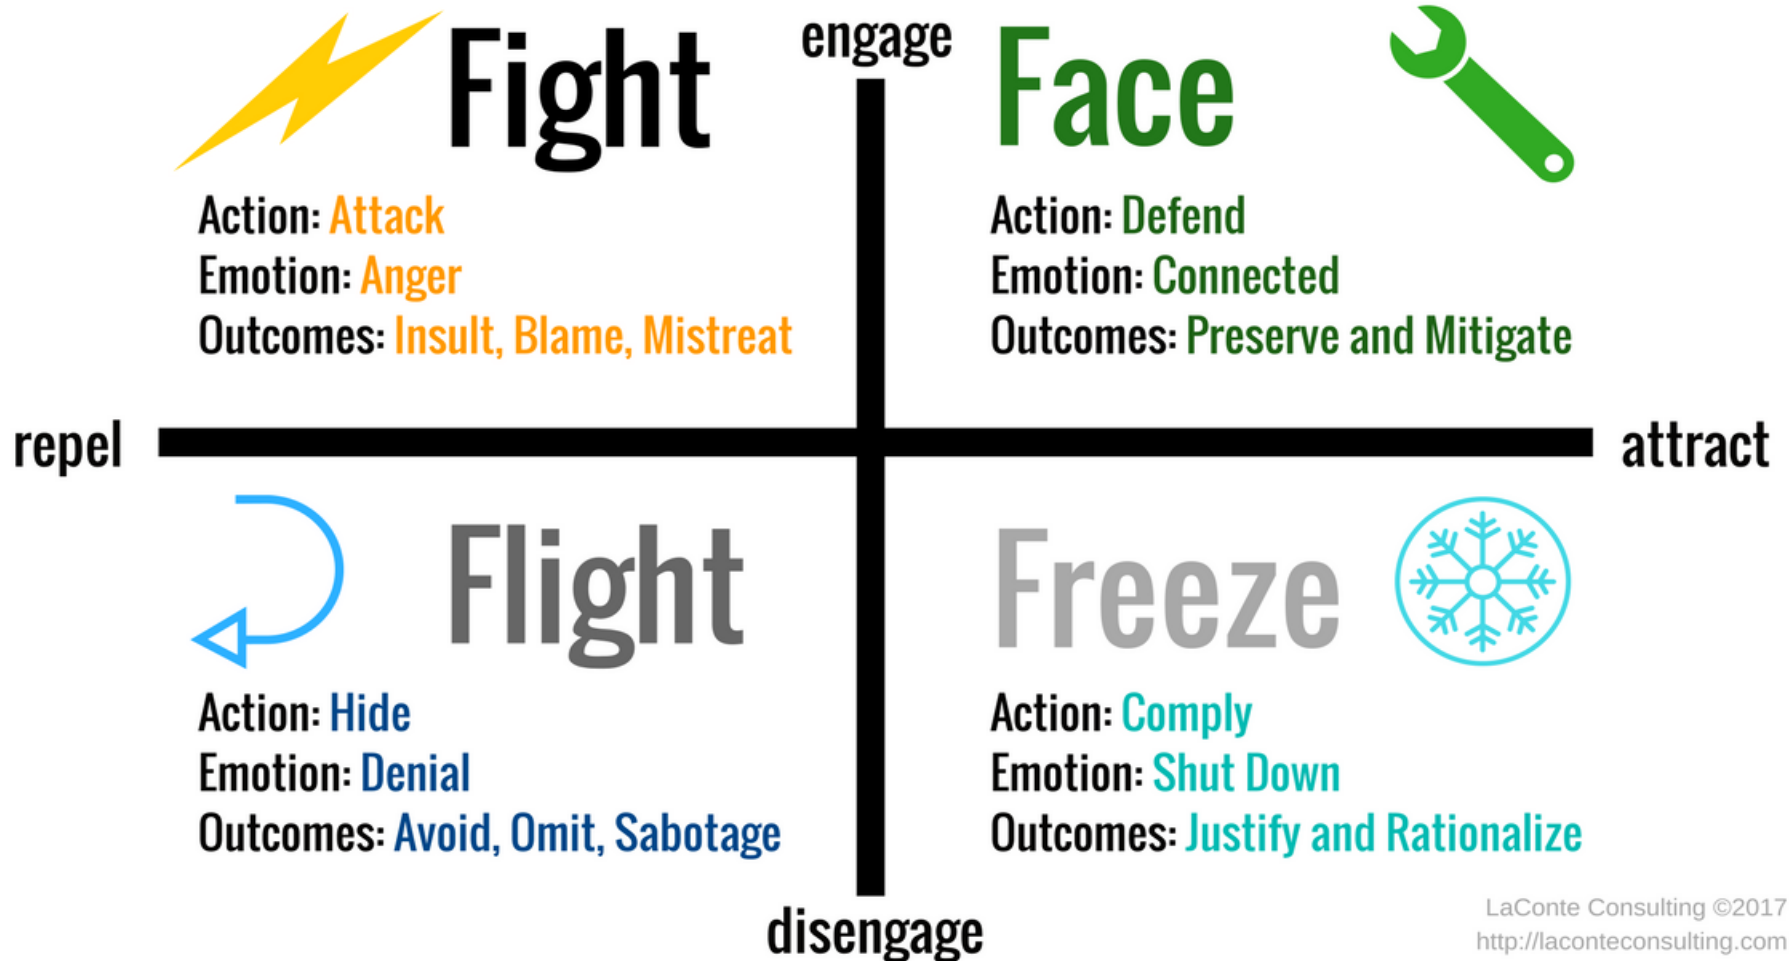 engage
Fight
Action: Attack
Emotion: Anger
Outcomes: Insult, Blame, Mistreat
Face
Action: Defend
Emotion: Connected
Outcomes: Preserve and Mitigate
repel
attract
Flight
Action: Hide
Emotion: Denial
Outcomes: Avoid, Omit, Sabotage
Freeze
Action: Comply
Emotion: Shut Down
Outcomes: Justify and Rationalize
disengage
LaConte Consulting ©2017
http://laconteconsulting.com